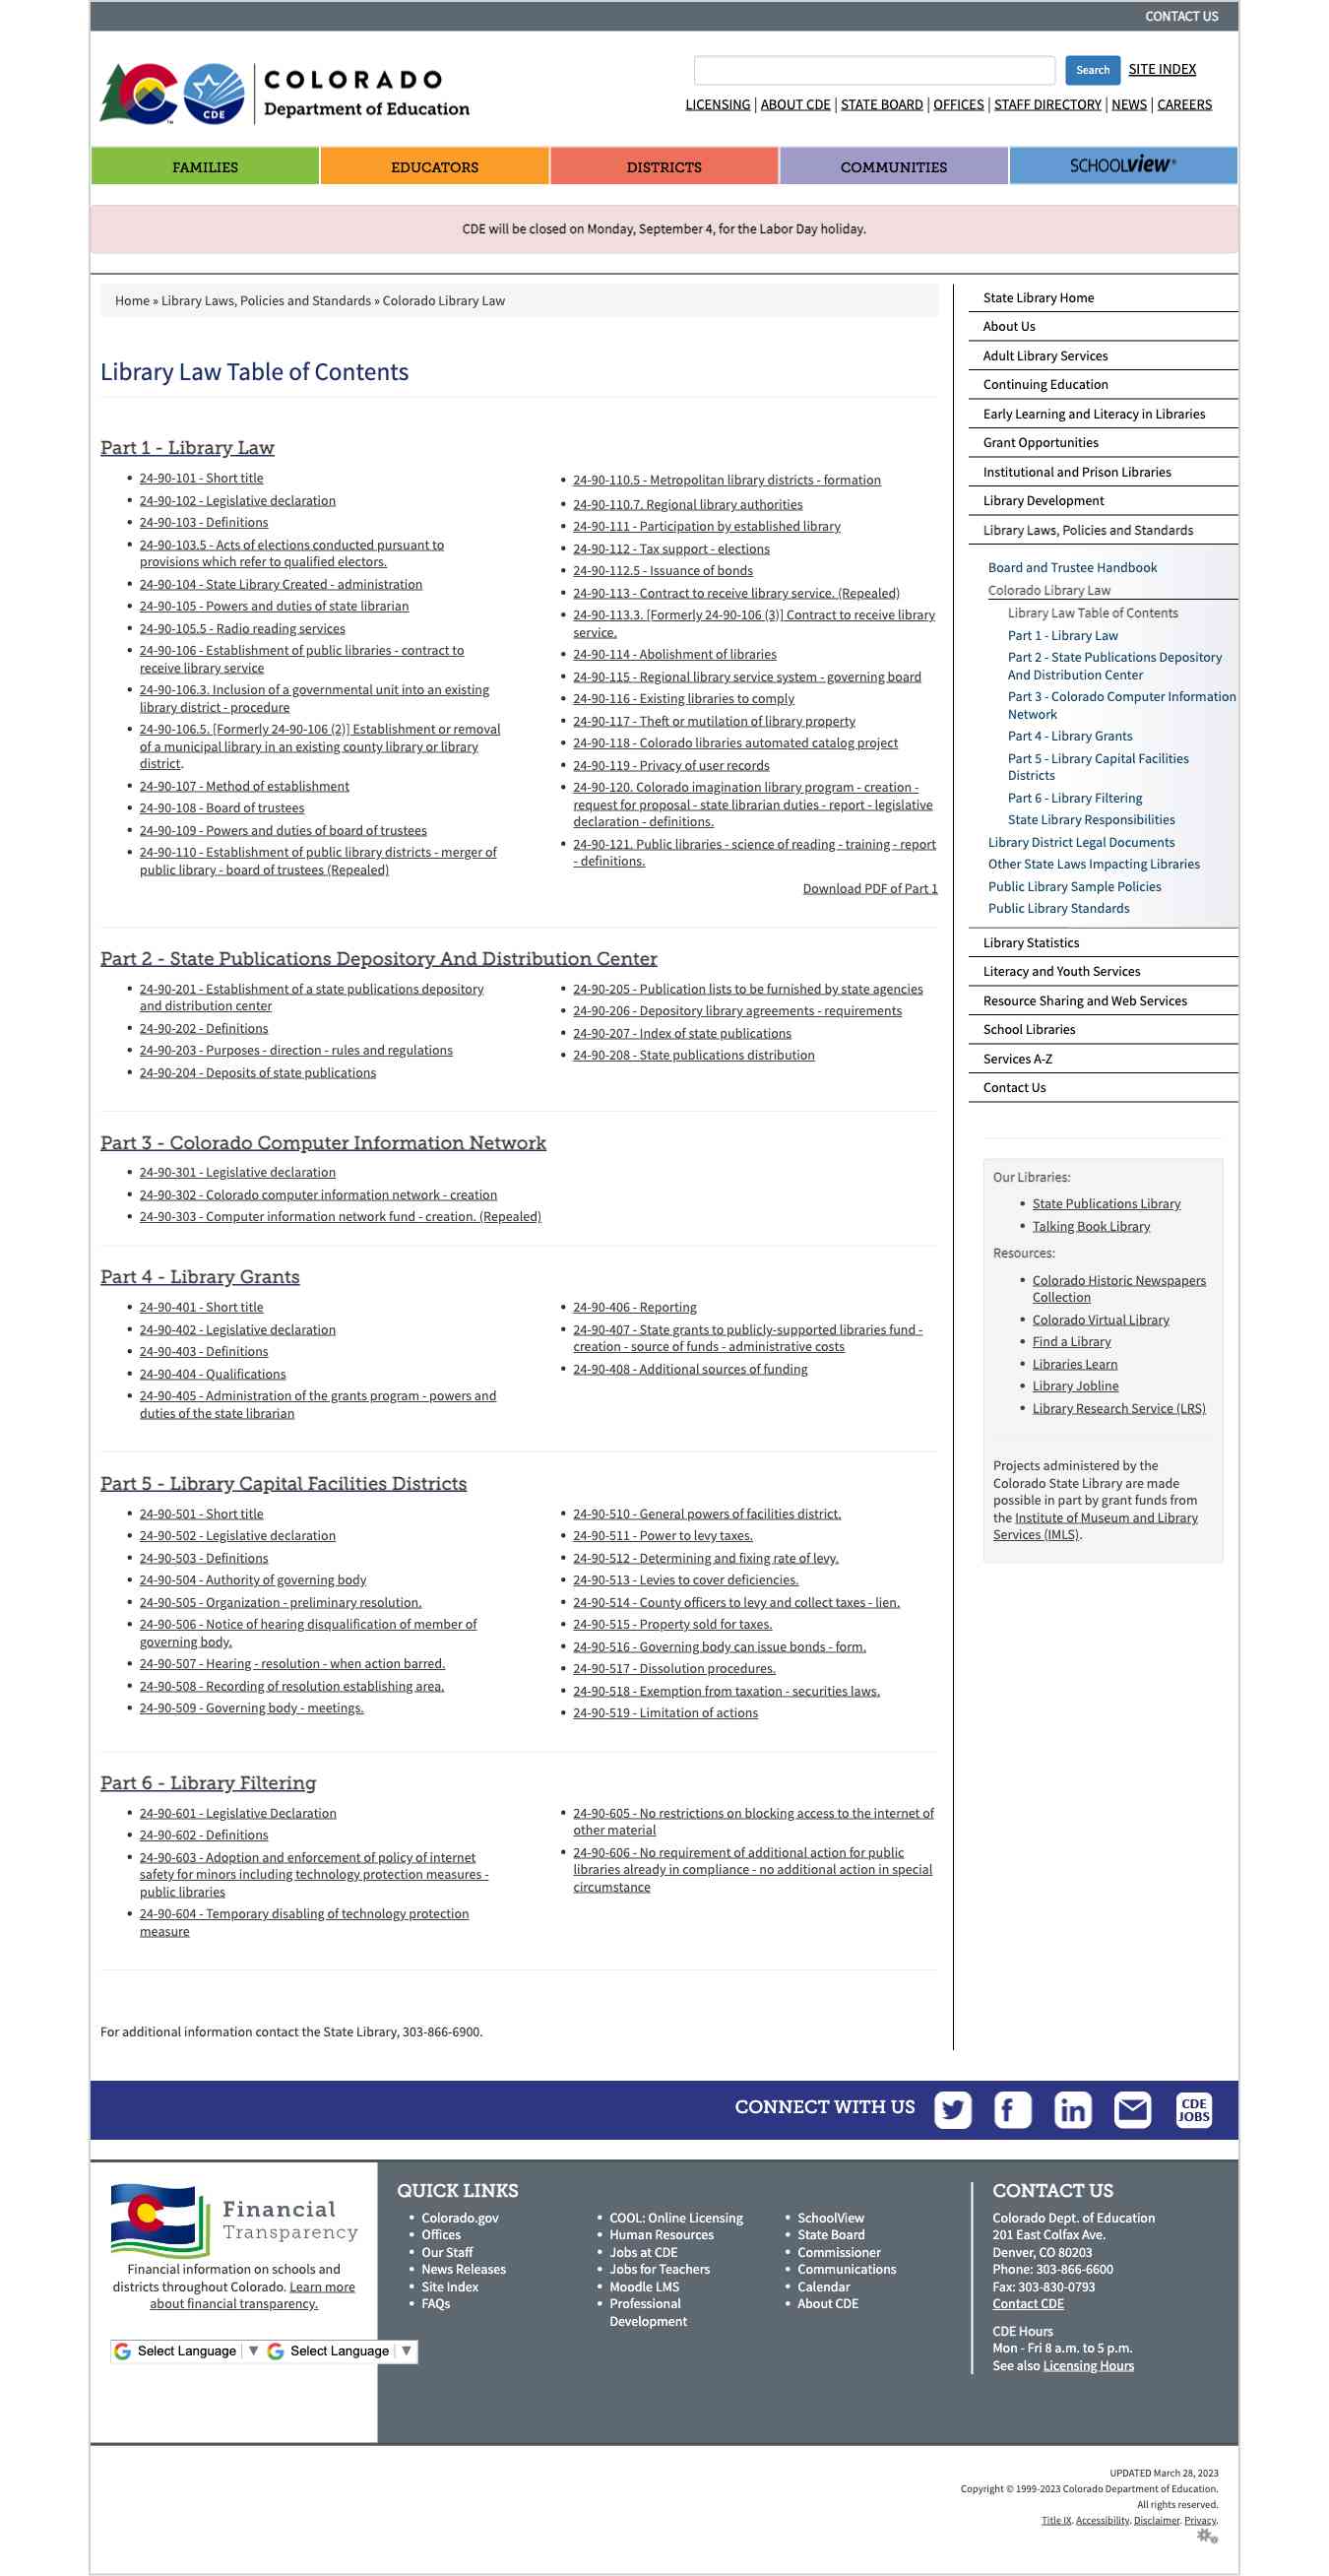 CONTACT US
COLORADO
Department of Education
CDE
Search
SITE INDEX
LICENSING | ABOUT CDE | STATE BOARD | OFFICES | STAFF DIRECTORY | NEWS | CAREERS
FAMILIES
EDUCATORS
DISTRICTS
COMMUNITIES
SCHOOLVIEW®
CDE will be closed on Monday, September 4, for the Labor Day holiday.
Home » Library Laws, Policies and Standards » Colorado Library Law
Library Law Table of Contents
Part 1 - Library Law
24-90-101 - Short title
24-90-102 - Legislative declaration
24-90-103 - Definitions
24-90-103.5 - Acts of elections conducted pursuant to
provisions which refer to qualified electors.
24-90-104 - State Library Created - administration
24-90-105 - Powers and duties of state librarian
24-90-105.5 - Radio reading services
24-90-106 - Establishment of public libraries - contract to
receive library service
24-90-106.3. Inclusion of a governmental unit into an existing
library district - procedure
24-90-106.5. [Formerly 24-90-106 (2)] Establishment or removal
of a municipal library in an existing county library or library
district.
24-90-107 - Method of establishment
24-90-108 - Board of trustees
24-90-109 - Powers and duties of board of trustees
24-90-110 - Establishment of public library districts - merger of
public library - board of trustees (Repealed)
24-90-110.5 - Metropolitan library districts - formation
24-90-110.7. Regional library authorities
24-90-111 - Participation by established library
24-90-112 - Tax support - elections
24-90-112.5 - Issuance of bonds
24-90-113 - Contract to receive library service. (Repealed)
24-90-113.3. [Formerly 24-90-106 (3)] Contract to receive library
service.
24-90-114 - Abolishment of libraries
24-90-115 - Regional library service system - governing board
24-90-116 - Existing libraries to comply
24-90-117 - Theft or mutilation of library property
24-90-118 - Colorado libraries automated catalog project
24-90-119 - Privacy of user records
24-90-120. Colorado imagination library program - creation -
request for proposal - state librarian duties - report - legislative
declaration - definitions.
24-90-121. Public libraries - science of reading - training - report
- definitions.
Download PDF of Part 1
Part 2 - State Publications Depository And Distribution Center
24-90-201 - Establishment of a state publications depository
and distribution center
24-90-202 - Definitions
24-90-203 - Purposes - direction - rules and regulations
24-90-204 - Deposits of state publications
24-90-205 - Publication lists to be furnished by state agencies
24-90-206 - Depository library agreements - requirements
24-90-207 - Index of state publications
24-90-208 - State publications distribution
Part 3 - Colorado Computer Information Network
24-90-301 - Legislative declaration
24-90-302 - Colorado computer information network - creation
24-90-303 - Computer information network fund - creation. (Repealed)
Part 4 - Library Grants
24-90-401 - Short title
24-90-402 - Legislative declaration
24-90-403 - Definitions
24-90-404 - Qualifications
24-90-405 - Administration of the grants program - powers and
duties of the state librarian
24-90-406 - Reporting
24-90-407 - State grants to publicly-supported libraries fund -
creation - source of funds - administrative costs
24-90-408 - Additional sources of funding
Part 5 - Library Capital Facilities Districts
24-90-501 - Short title
24-90-502 - Legislative declaration
24-90-503 - Definitions
24-90-504 - Authority of governing body
24-90-505 - Organization - preliminary resolution.
24-90-506 - Notice of hearing disqualification of member of
governing body.
24-90-507 - Hearing - resolution - when action barred.
24-90-508 - Recording of resolution establishing area.
24-90-509 - Governing body - meetings.
24-90-510 - General powers of facilities district.
24-90-511 - Power to levy taxes.
24-90-512 - Determining and fixing rate of levy.
24-90-513 - Levies to cover deficiencies.
24-90-514 - County officers to levy and collect taxes - lien.
24-90-515 - Property sold for taxes.
24-90-516 - Governing body can issue bonds - form.
24-90-517 - Dissolution procedures.
24-90-518 - Exemption from taxation - securities laws.
24-90-519 - Limitation of actions
Part 6 - Library Filtering
24-90-601 - Legislative Declaration
24-90-602 - Definitions
24-90-603 - Adoption and enforcement of policy of internet
safety for minors including technology protection measures -
public libraries
24-90-604 - Temporary disabling of technology protection
measure
24-90-605 - No restrictions on blocking access to the internet of
other material
24-90-606 - No requirement of additional action for public
libraries already in compliance - no additional action in special
circumstance
For additional information contact the State Library, 303-866-6900.
State Library Home
About Us
Adult Library Services
Continuing Education
Early Learning and Literacy in Libraries
Grant Opportunities
Institutional and Prison Libraries
Library Development
Library Laws, Policies and Standards
Board and Trustee Handbook
Colorado Library Law
Library Law Table of Contents
Part 1 - Library Law
Part 2 - State Publications Depository
And Distribution Center
Part 3 - Colorado Computer Information
Network
Part 4 - Library Grants
Part 5 - Library Capital Facilities
Districts
Part 6 - Library Filtering
State Library Responsibilities
Library District Legal Documents
Other State Laws Impacting Libraries
Public Library Sample Policies
Public Library Standards
Library Statistics
Literacy and Youth Services
Resource Sharing and Web Services
School Libraries
Services A-Z
Contact Us
Our Libraries:
State Publications Library
Talking Book Library
Resources:
Colorado Historic Newspapers
Collection
Colorado Virtual Library
Find a Library
Libraries Learn
Library Jobline
Library Research Service (LRS)
Projects administered by the
Colorado State Library are made
possible in part by grant funds from
the Institute of Museum and Library
Services (IMLS).
CONNECT WITH US
CDE
JOBS
Financial
Transparency
Financial information on schools and
districts throughout Colorado. Learn more
about financial transparency.
Select Language ▼ Select Language ▼
QUICK LINKS
Colorado.gov
Offices
Our Staff
News Releases
Site Index
FAQs
COOL: Online Licensing
Human Resources
Jobs at CDE
Jobs for Teachers
Moodle LMS
Professional
Development
SchoolView
State Board
Commissioner
Communications
Calendar
About CDE
CONTACT US
Colorado Dept. of Education
201 East Colfax Ave.
Denver, CO 80203
Phone: 303-866-6600
Fax: 303-830-0793
Contact CDE
CDE Hours
Mon - Fri 8 a.m. to 5 p.m.
See also Licensing Hours
UPDATED March 28, 2023
Copyright © 1999-2023 Colorado Department of Education.
All rights reserved.
Title IX. Accessibility. Disclaimer. Privacy.